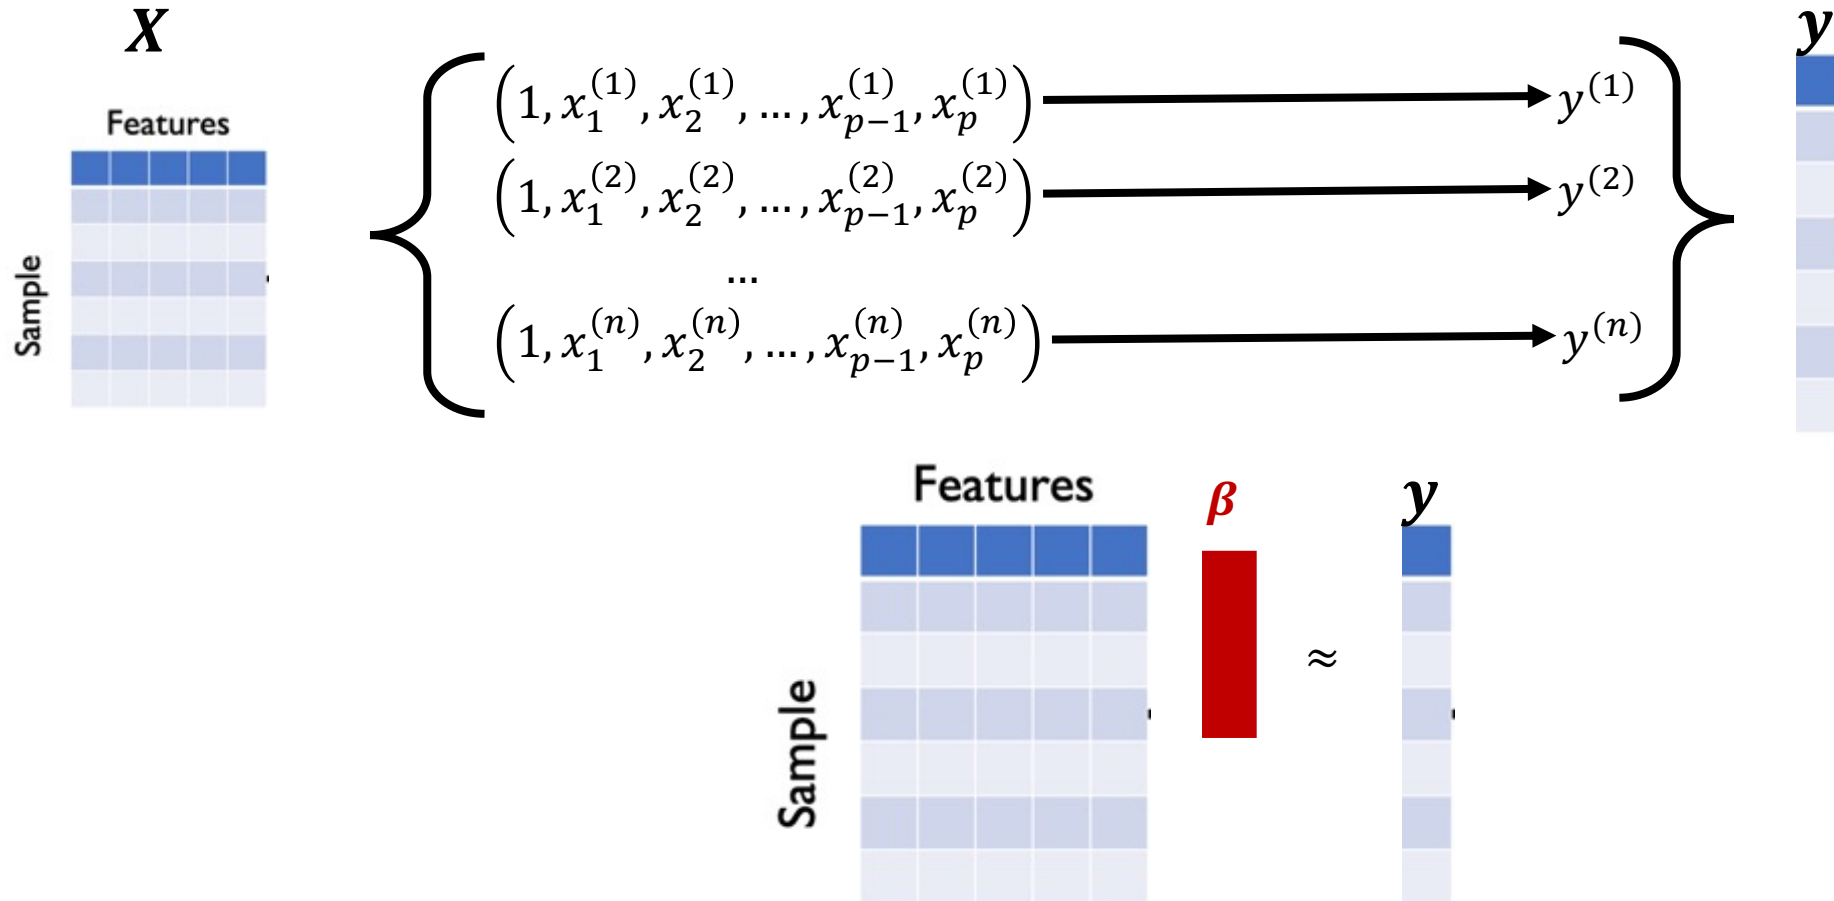 X
y
Features
Sample
(1, x_1^{(1)}, x_2^{(1)}, ..., x_{p-1}^{(1)}, x_p^{(1)}) → y^{(1)}
(1, x_1^{(2)}, x_2^{(2)}, ..., x_{p-1}^{(2)}, x_p^{(2)}) → y^{(2)}
...
(1, x_1^{(n)}, x_2^{(n)}, ..., x_{p-1}^{(n)}, x_p^{(n)}) → y^{(n)}
Features
β
y
Sample
≈